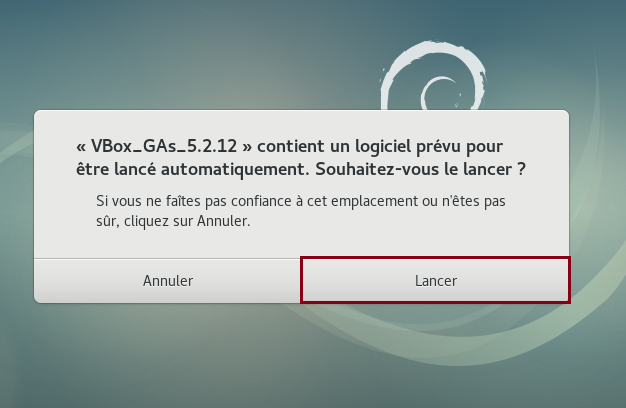 « VBox_GAs_5.2.12 » contient un logiciel prévu pour
être lancé automatiquement. Souhaitez-vous le lancer ?
Si vous ne faîtes pas confiance à cet emplacement ou n'êtes pas
sûr, cliquez sur Annuler.
Annuler
Lancer